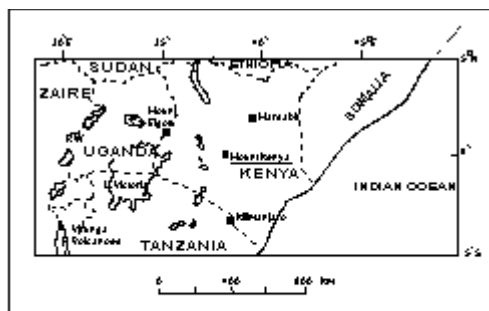 SUDAN
ETHIOPIA
ZAIRE
SOMALIA
Mount
Elgon
Marsabit
UGANDA
Mount Kenya
KENYA
L Victoria
INDIAN OCEAN
Kilimanjaro
Virunga
Volcanoes
TANZANIA
0 400 800 KM